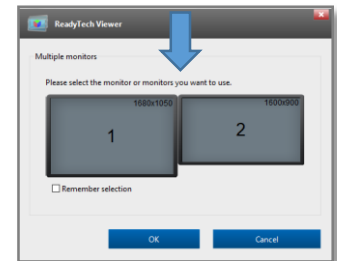 ReadyTech Viewer
Multiple monitors
Please select the monitor or monitors you want to use.
1680x1050
1600x900
1
2
Remember selection
OK
Cancel